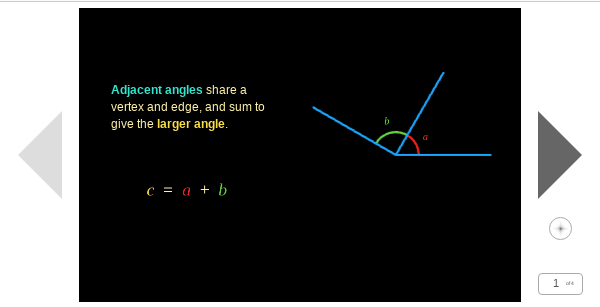 Adjacent angles share a
vertex and edge, and sum to
give the larger angle.
c = a + b
b
a
1